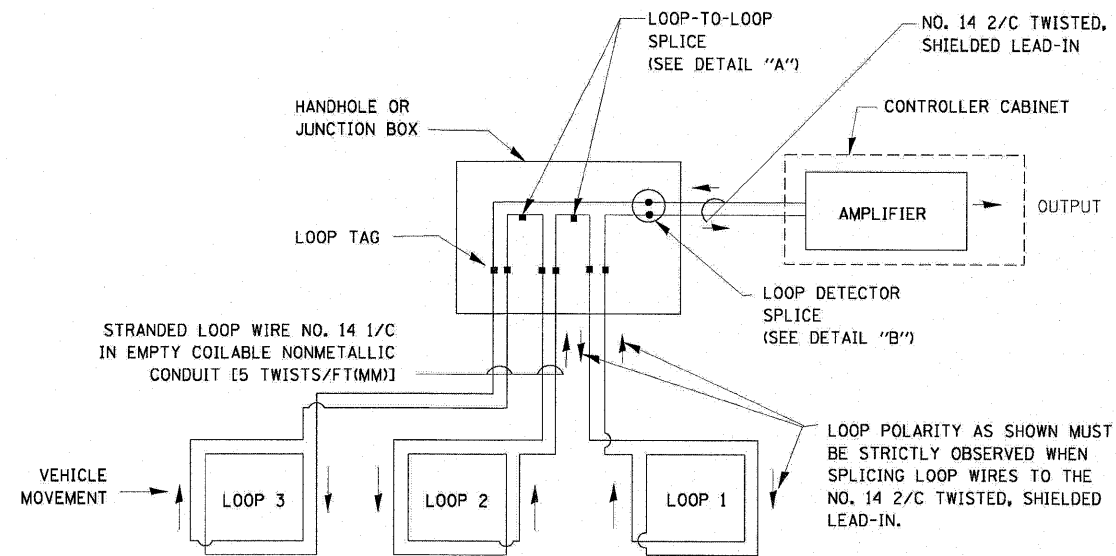 LOOP-TO-LOOP
SPLICE
(SEE DETAIL "A")
NO. 14 2/C TWISTED,
SHIELDED LEAD-IN
HANDHOLE OR
JUNCTION BOX
CONTROLLER CABINET
AMPLIFIER
OUTPUT
LOOP TAG
LOOP DETECTOR
SPLICE
(SEE DETAIL "B")
STRANDED LOOP WIRE NO. 14 1/C
IN EMPTY COILABLE NONMETALLIC
CONDUIT [5 TWISTS/FT(MM)]
LOOP POLARITY AS SHOWN MUST
BE STRICTLY OBSERVED WHEN
SPLICING LOOP WIRES TO THE
NO. 14 2/C TWISTED, SHIELDED
LEAD-IN.
VEHICLE
MOVEMENT
LOOP 3
LOOP 2
LOOP 1